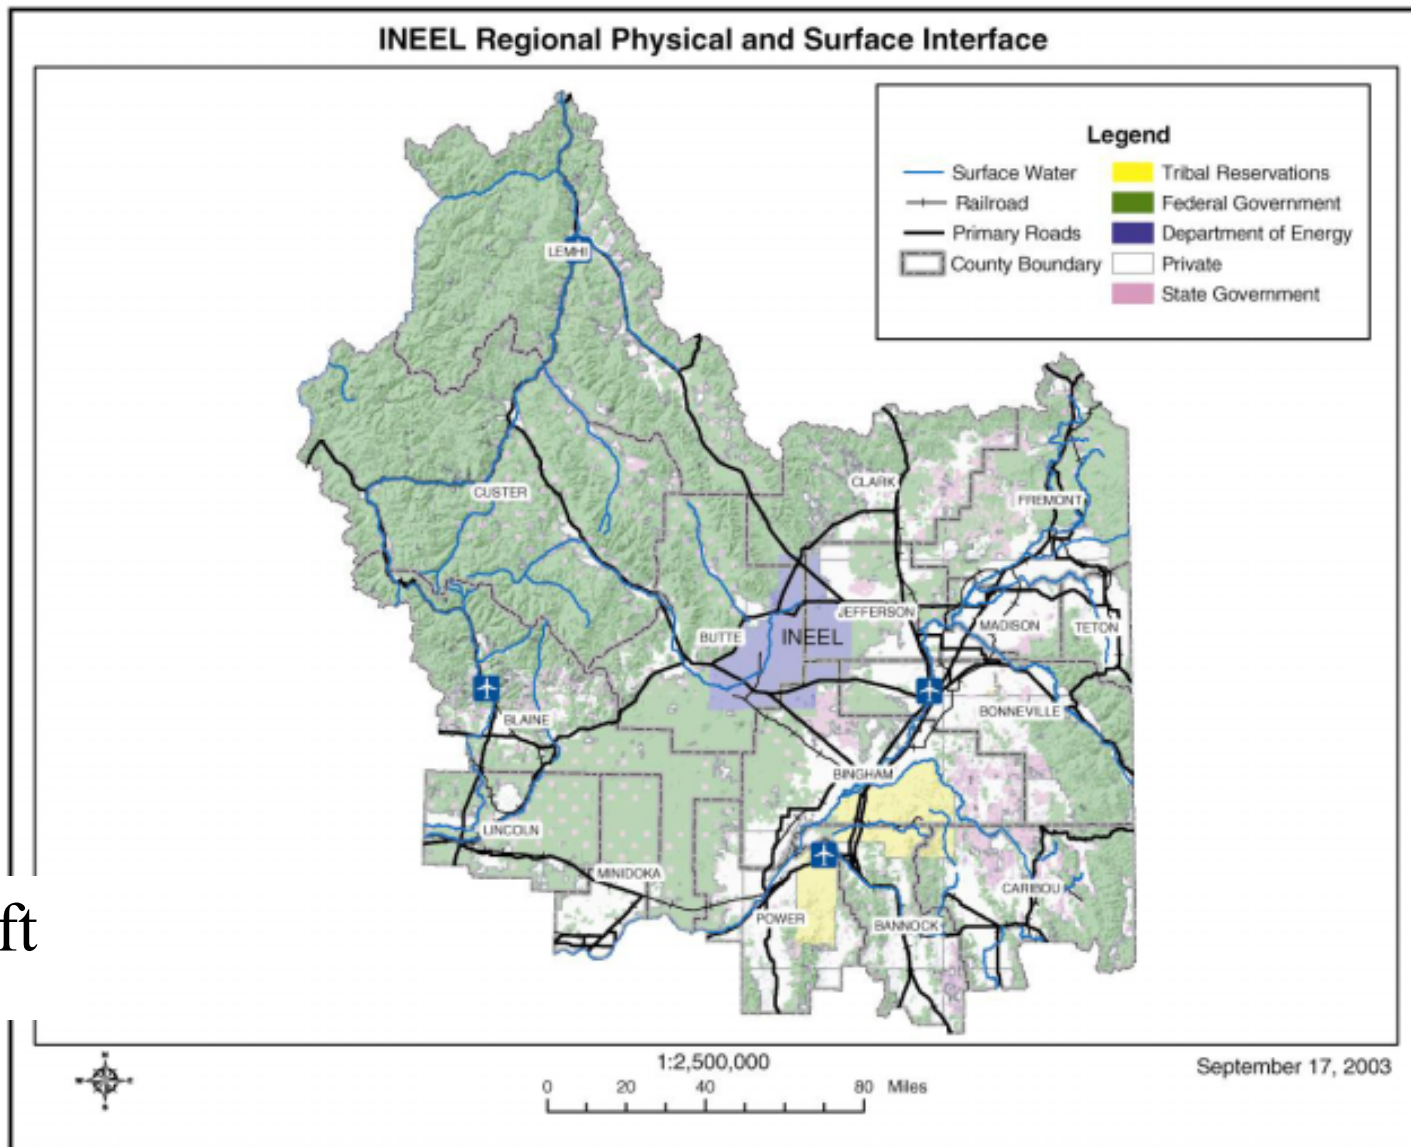 INEEL Regional Physical and Surface Interface
Legend
Surface Water
Railroad
Primary Roads
County Boundary
Tribal Reservations
Federal Government
Department of Energy
Private
State Government
LEMHI
CUSTER
CLARK
FREMONT
JEFFERSON
MADISON
TETON
BUTTE
INEEL
BLAINE
BONNEVILLE
BINGHAM
LINCOLN
MINIDOKA
CARIBOU
POWER
BANNOCK
ft
1:2,500,000
0 20 40 80 Miles
September 17, 2003